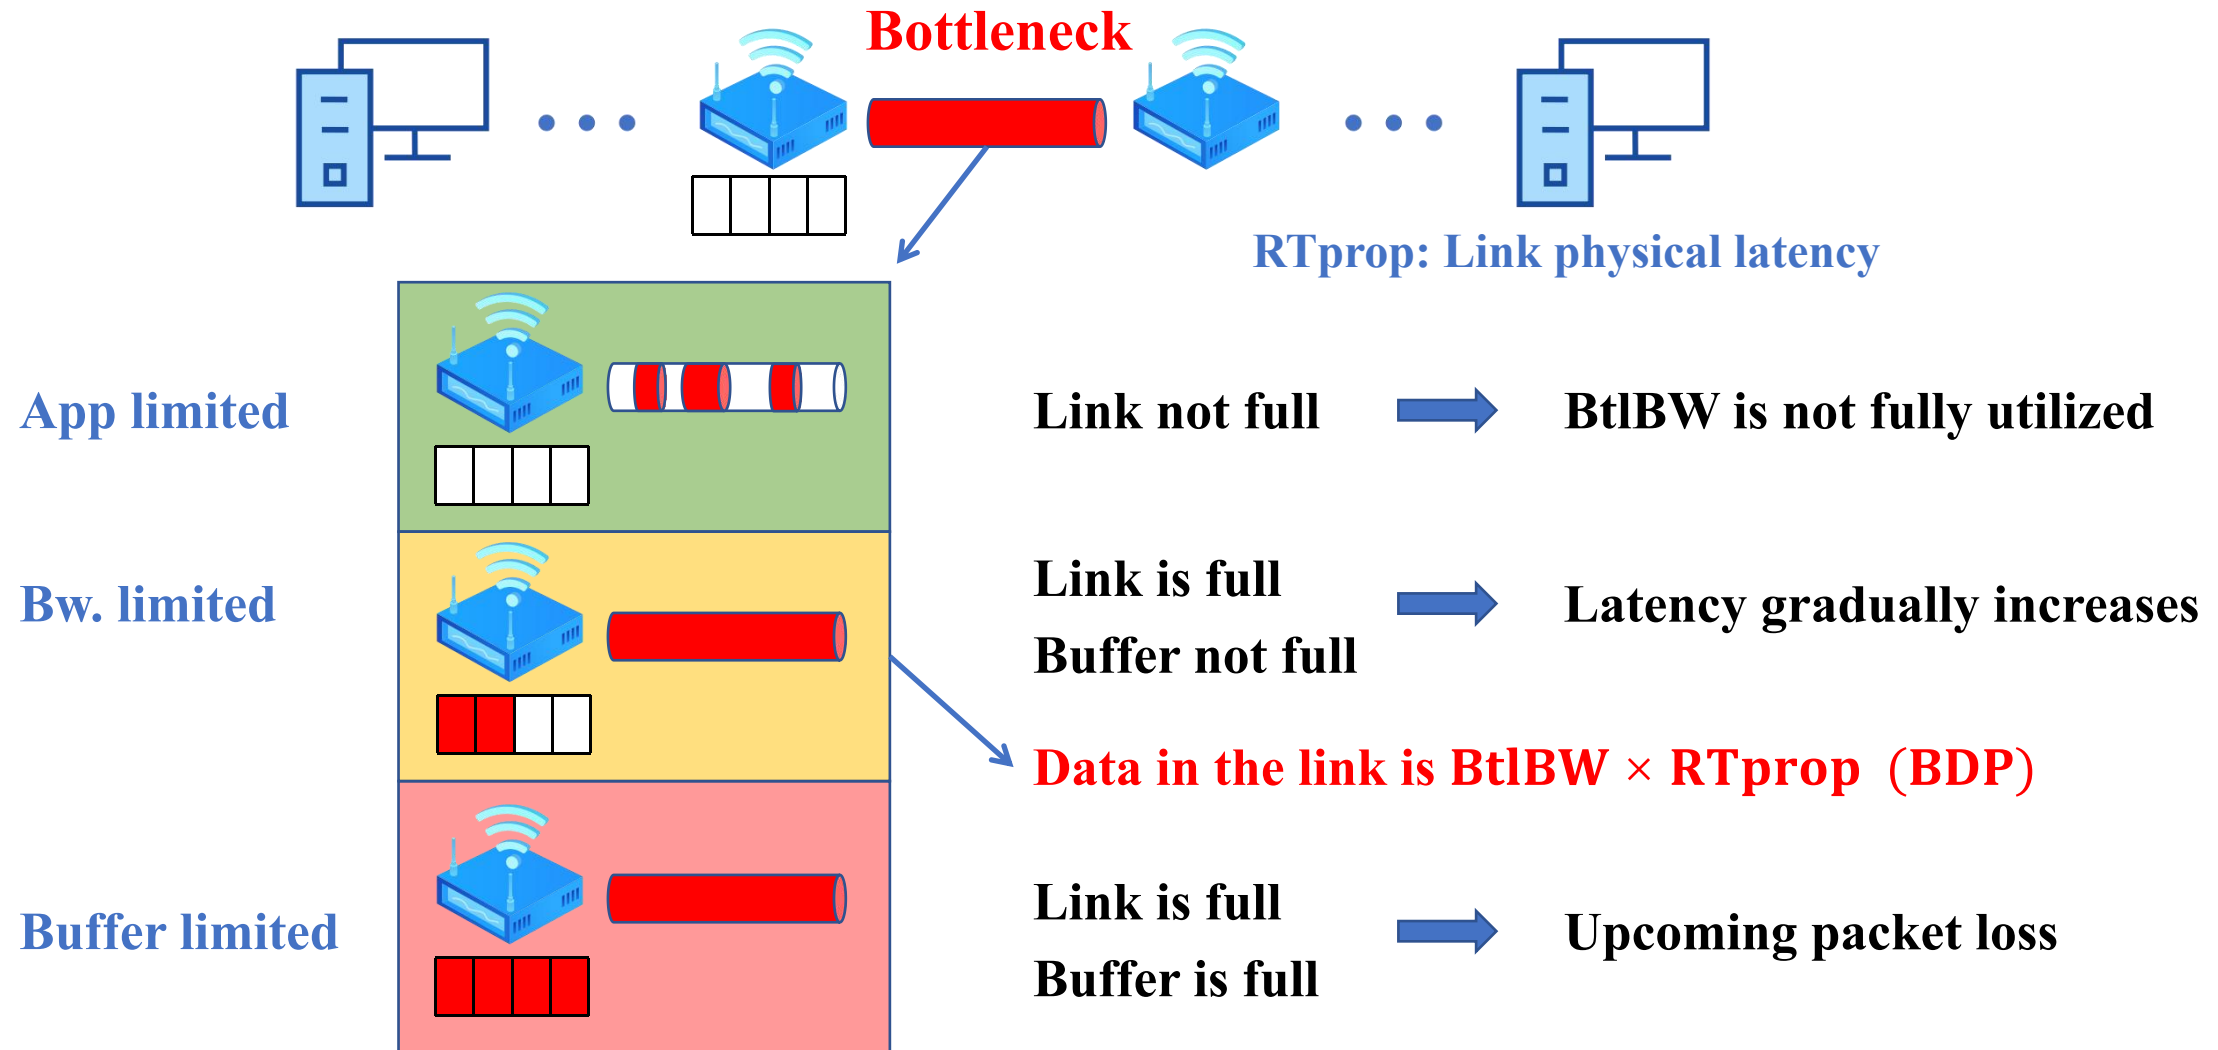 Bottleneck
RTprop: Link physical latency
App limited
Link not full
BtlBW is not fully utilized
Bw. limited
Link is full
Buffer not full
Latency gradually increases
Data in the link is BtlBW × RTprop (BDP)
Buffer limited
Link is full
Buffer is full
Upcoming packet loss